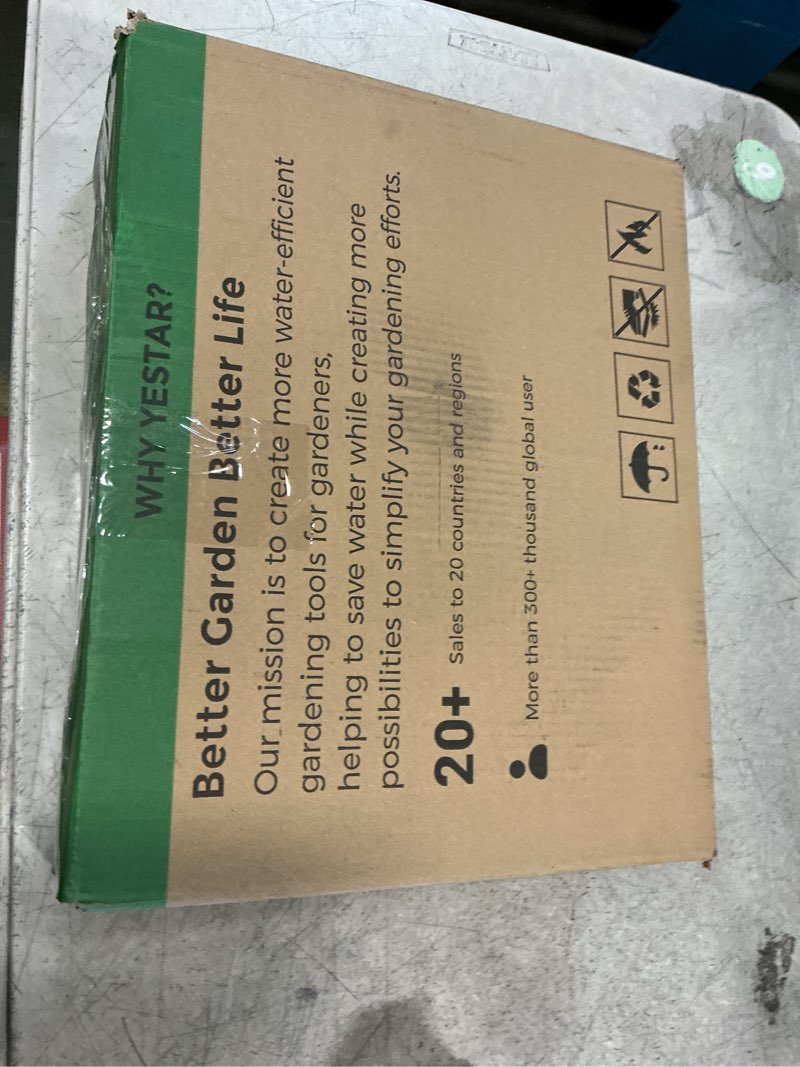 WHY YESTAR?
Better Garden Better Life
Our mission is to create more water-efficient
gardening tools for gardeners,
helping to save water while creating more
possibilities to simplify your gardening efforts.
20+ Sales to 20 countries and regions
More than 300+ thousand global user